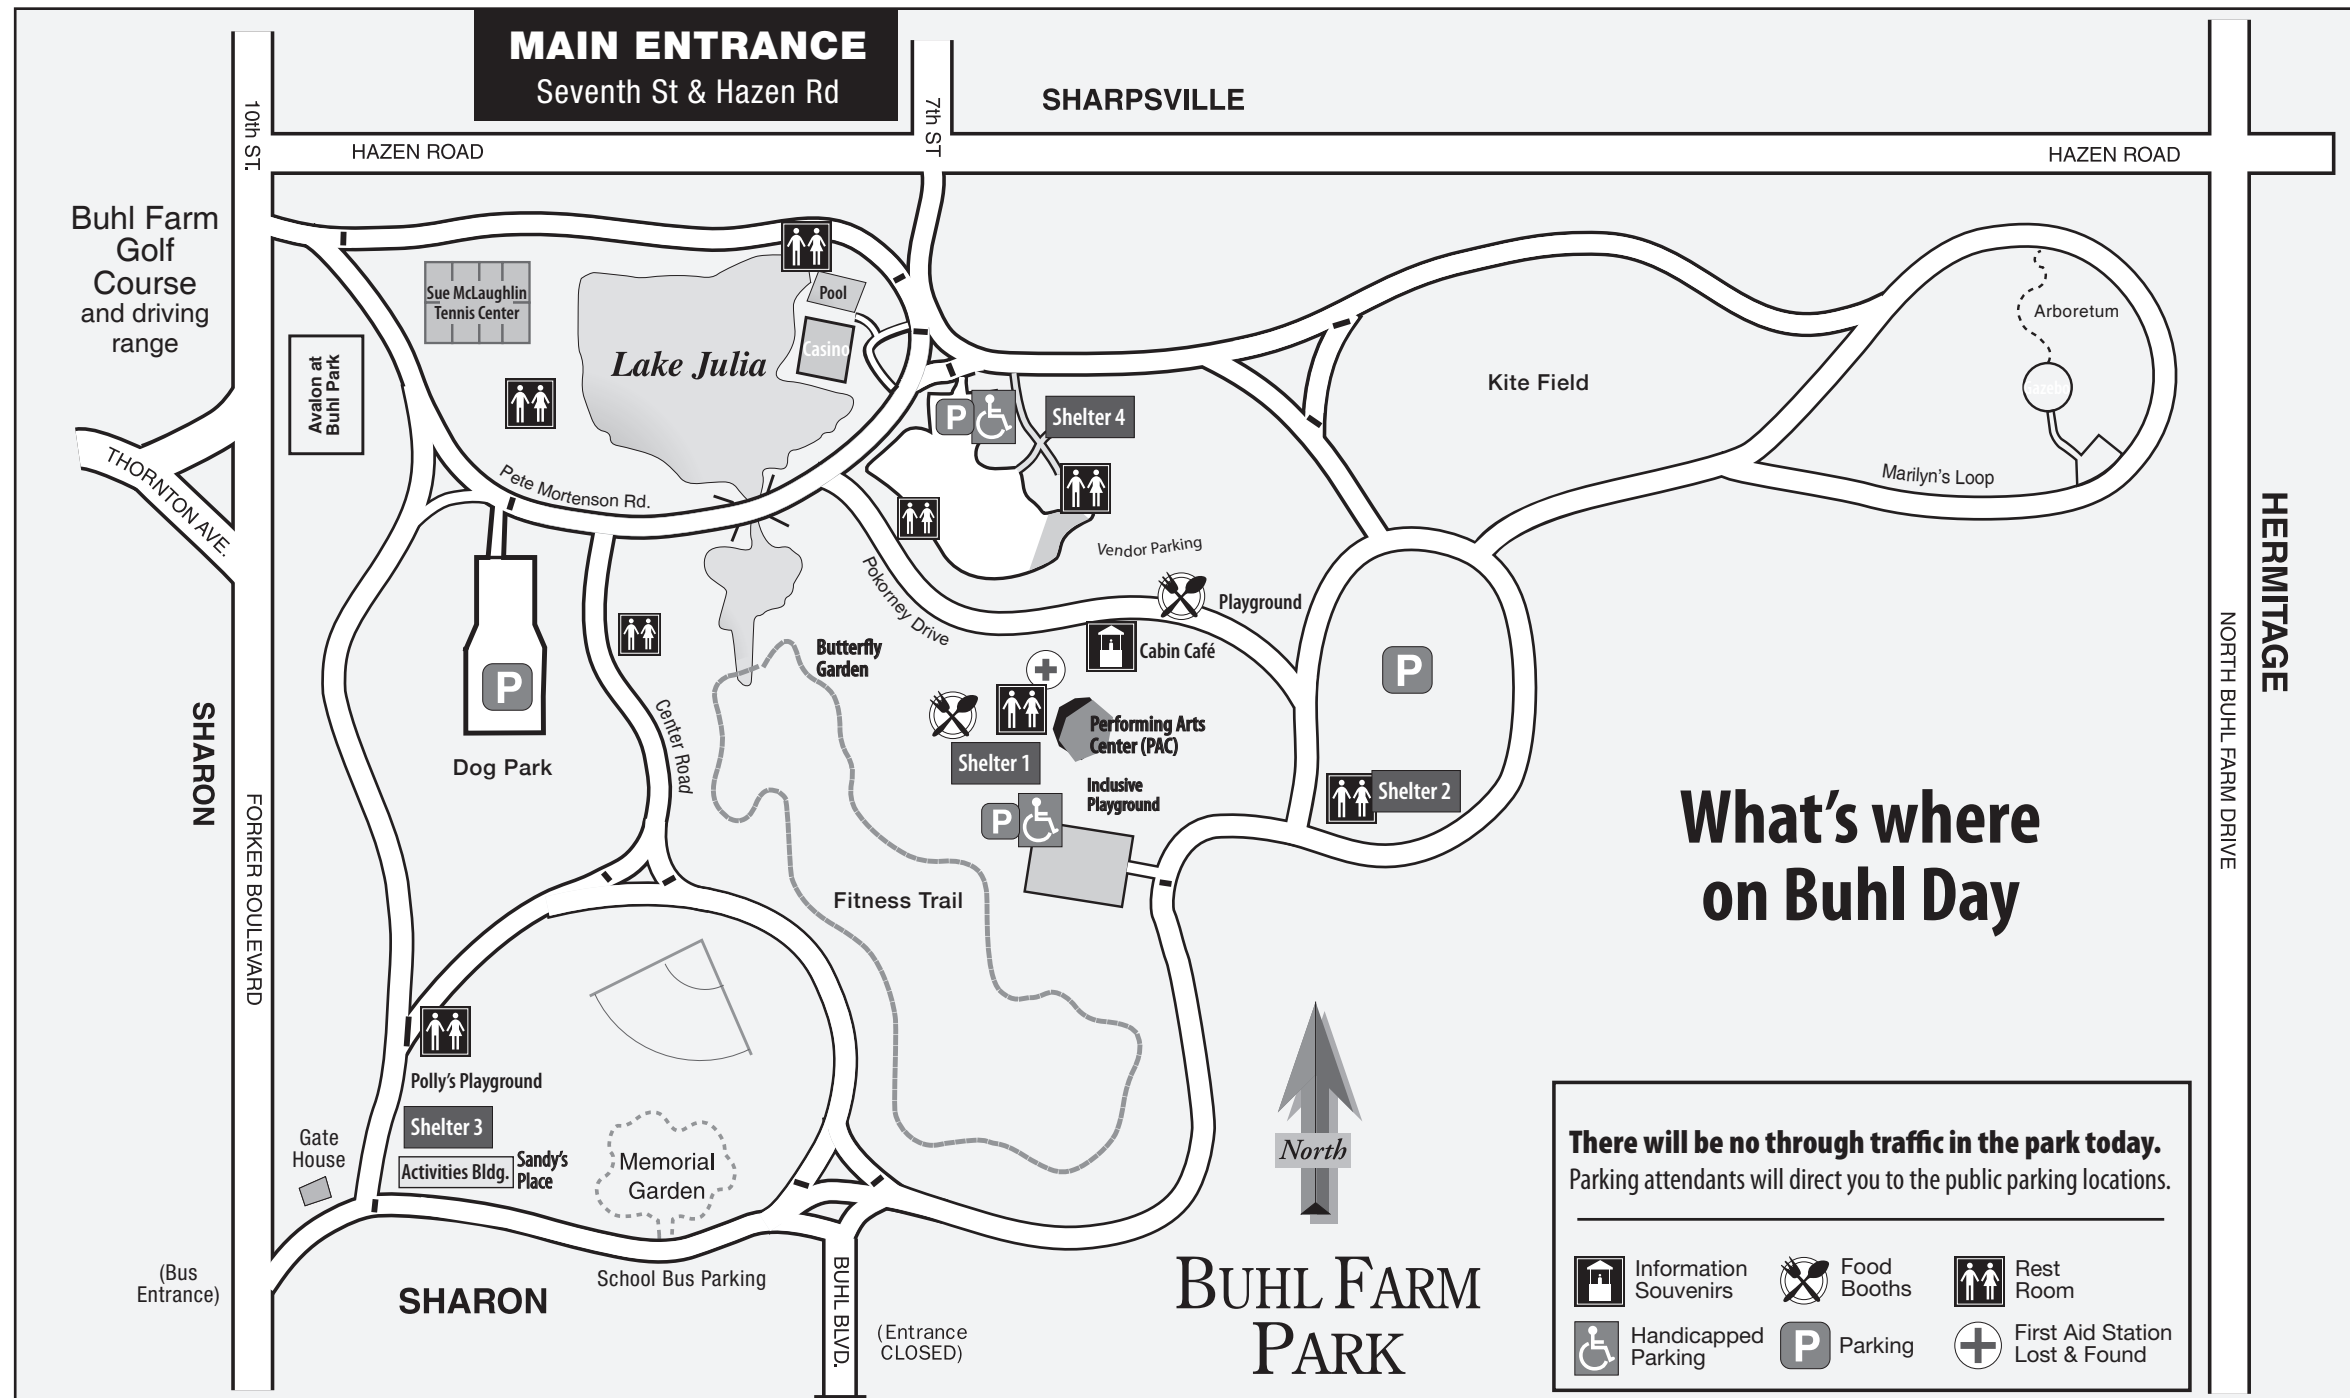 MAIN ENTRANCE
Seventh St & Hazen Rd
SHARPSVILLE
10th ST.
7th ST
HAZEN ROAD
HAZEN ROAD
Buhl Farm
Golf
Course
and driving
range
Sue McLaughlin
Tennis Center
Pool
Casino
Lake Julia
Arboretum
Gazebo
Avalon at
Buhl Park
Kite Field
P
Shelter 4
THORNTON AVE.
Pete Mortenson Rd.
Marilyn's Loop
Vendor Parking
Pokorney Drive
Playground
Cabin Café
Butterfly
Garden
P
P
HERMITAGE
NORTH BUHL FARM DRIVE
SHARON
FORKER BOULEVARD
Center Road
Dog Park
Performing Arts
Center (PAC)
Shelter 1
Inclusive
Playground
P
Shelter 2
What's where
on Buhl Day
Fitness Trail
Polly's Playground
Shelter 3
Activities Bldg.
Sandy's
Place
Gate
House
Memorial
Garden
North
(Bus
Entrance)
School Bus Parking
SHARON
BUHL BLVD.
(Entrance
CLOSED)
BUHL FARM
PARK
There will be no through traffic in the park today.
Parking attendants will direct you to the public parking locations.
Information
Souvenirs
Food
Booths
Rest
Room
Handicapped
Parking
P
Parking
First Aid Station
Lost & Found